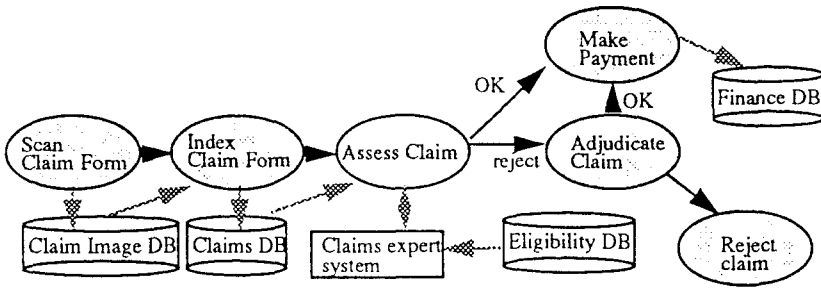 Make
Payment
OK
OK
Finance DB
Scan
Claim Form
Index
Claim Form
Assess Claim
reject
Adjudicate
Claim
Claim Image DB
Claims DB
Claims expert
system
Eligibility DB
Reject
claim